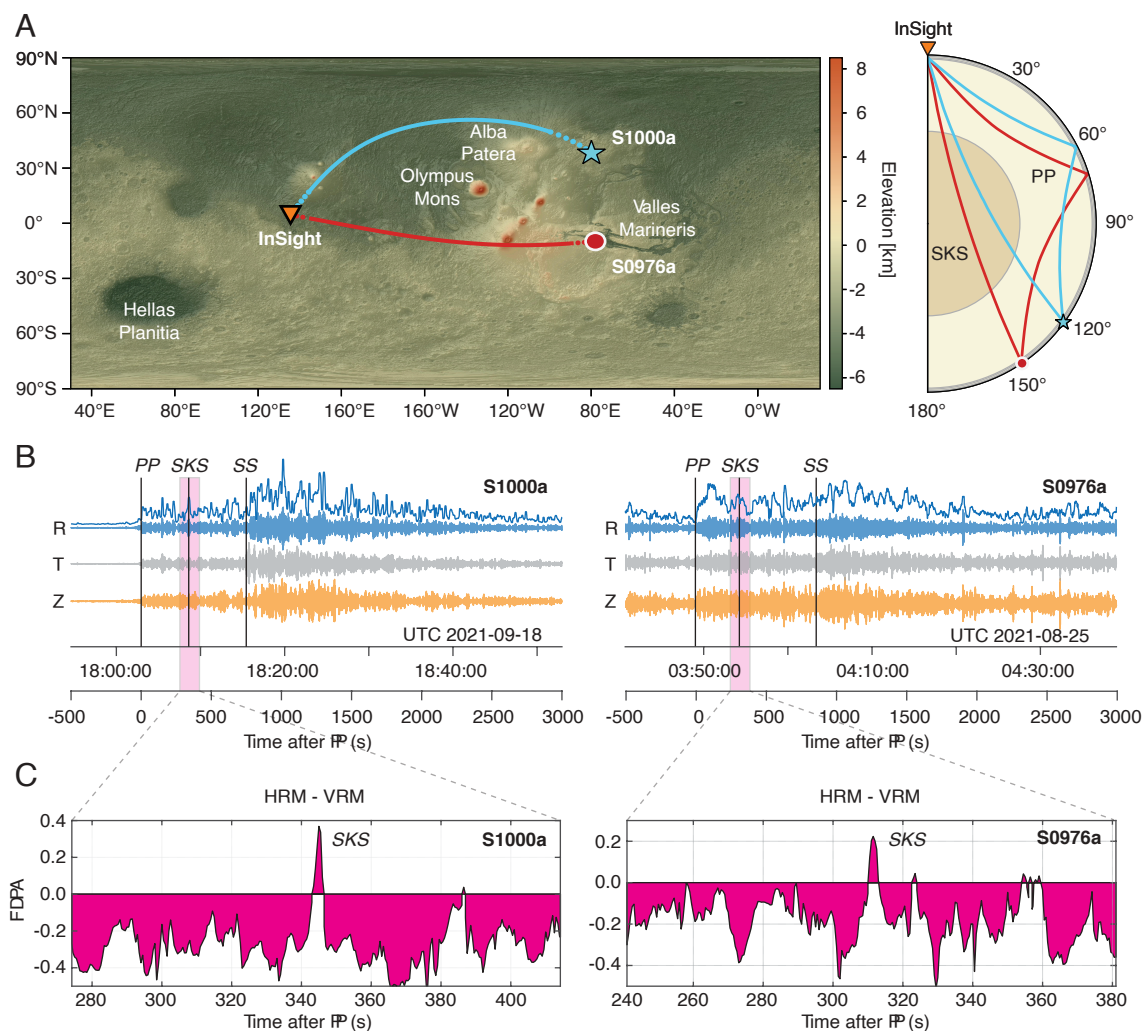 A
InSight
90°N
60°N
30°N
0°
30°S
60°S
90°S
S1000a
Alba
Patera
Olympus
Mons
InSight
Valles
Marineris
S0976a
Hellas
Planitia
40°E 80°E 120°E 160°E 160°W 120°W 80°W 40°W 0°W
8
6
4
2
0
-2
-4
-6
Elevation [km]
30°
60°
PP
90°
SKS
120°
150°
180°
B
PP SKS SS
S1000a
R
T
Z
UTC 2021-09-18
18:00:00 18:20:00 18:40:00
-500 0 500 1000 1500 2000 2500 3000
Time after PP (s)
PP SKS SS
S0976a
R
T
Z
UTC 2021-08-25
03:50:00 04:10:00 04:30:00
-500 0 500 1000 1500 2000 2500 3000
Time after PP (s)
C
HRM - VRM
SKS
S1000a
0.4
0.2
0.0
-0.2
-0.4
FDPA
280 300 320 340 360 380 400
Time after PP (s)
HRM - VRM
SKS
S0976a
0.2
0.0
-0.2
-0.4
240 260 280 300 320 340 360 380
Time after PP (s)